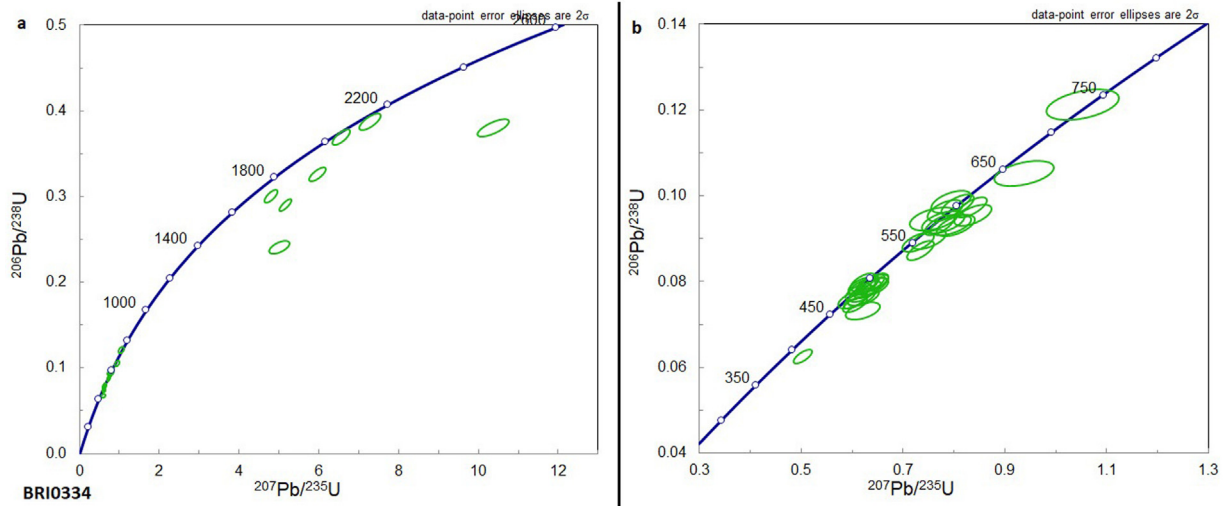 a
data-point error ellipses are 2σ
2600
0.5
0.4
0.3
0.2
0.1
0.0
2200
1800
1400
1000
206Pb/238U
0 2 4 6 8 10 12
207Pb/235U
BRI0334
b
data-point error ellipses are 2σ
0.14
0.12
0.10
0.08
0.06
0.04
750
650
550
450
350
206Pb/238U
0.3 0.5 0.7 0.9 1.1 1.3
207Pb/235U